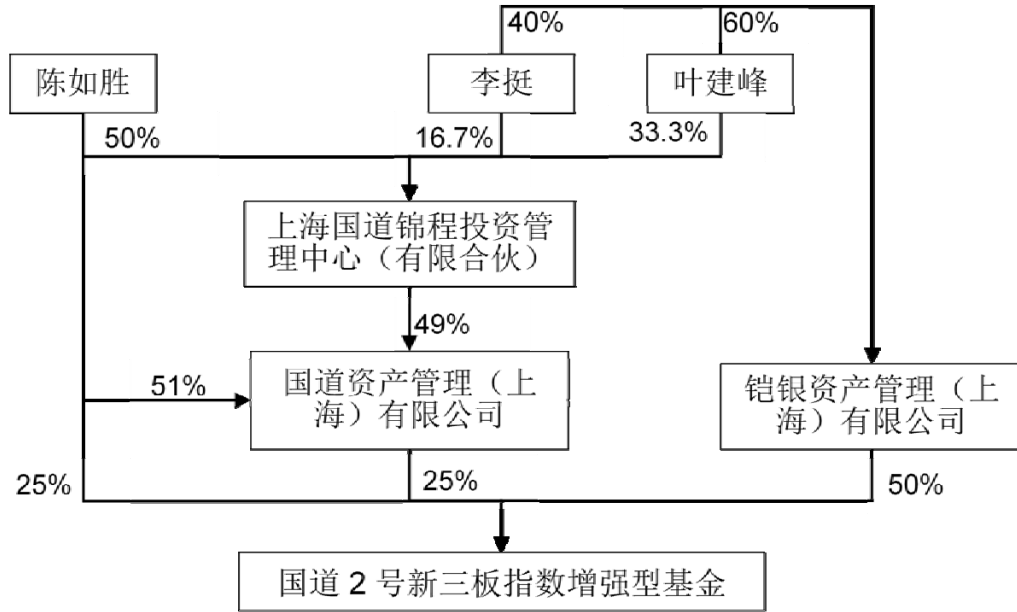 40%
60%
陈如胜
李挺
叶建峰
50%
16.7%
33.3%
上海国道锦程投资管
理中心（有限合伙）
49%
51%
国道资产管理（上
海）有限公司
铠银资产管理（上
海）有限公司
25%
25%
50%
国道 2 号新三板指数增强型基金